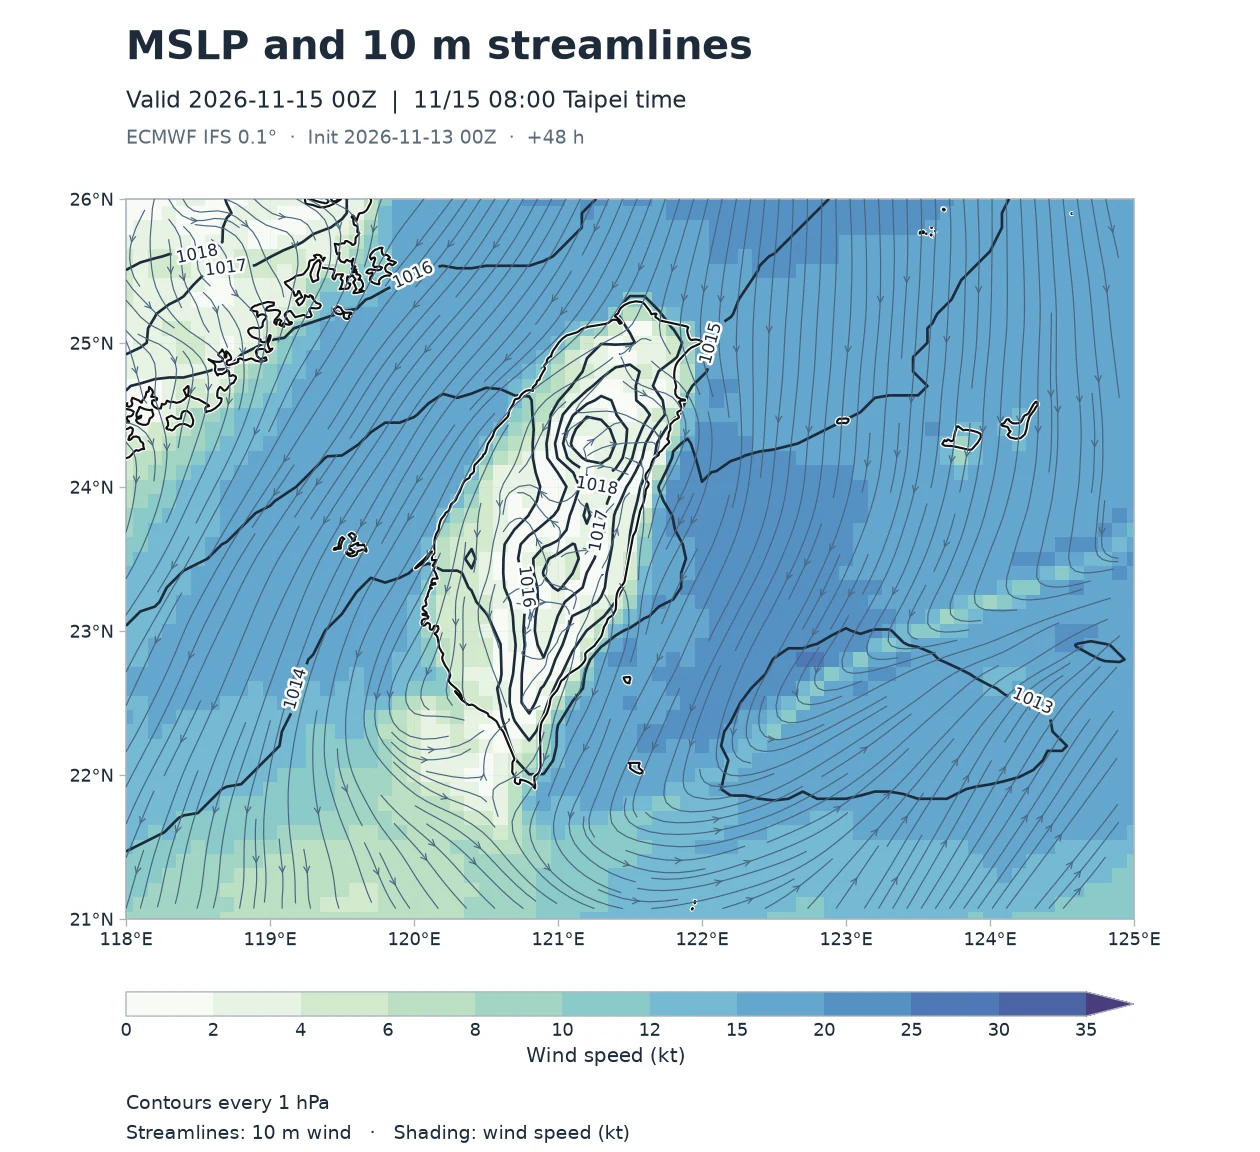 MSLP and 10 m streamlines
Valid 2026-11-15 00Z | 11/15 08:00 Taipei time
ECMWF IFS 0.1° · Init 2026-11-13 00Z · +48 h
26°N
25°N
24°N
23°N
22°N
21°N
1018
1017
1016
1015
1018
1017
1016
1014
1013
118°E 119°E 120°E 121°E 122°E 123°E 124°E 125°E
0 2 4 6 8 10 12 15 20 25 30 35
Wind speed (kt)
Contours every 1 hPa
Streamlines: 10 m wind · Shading: wind speed (kt)